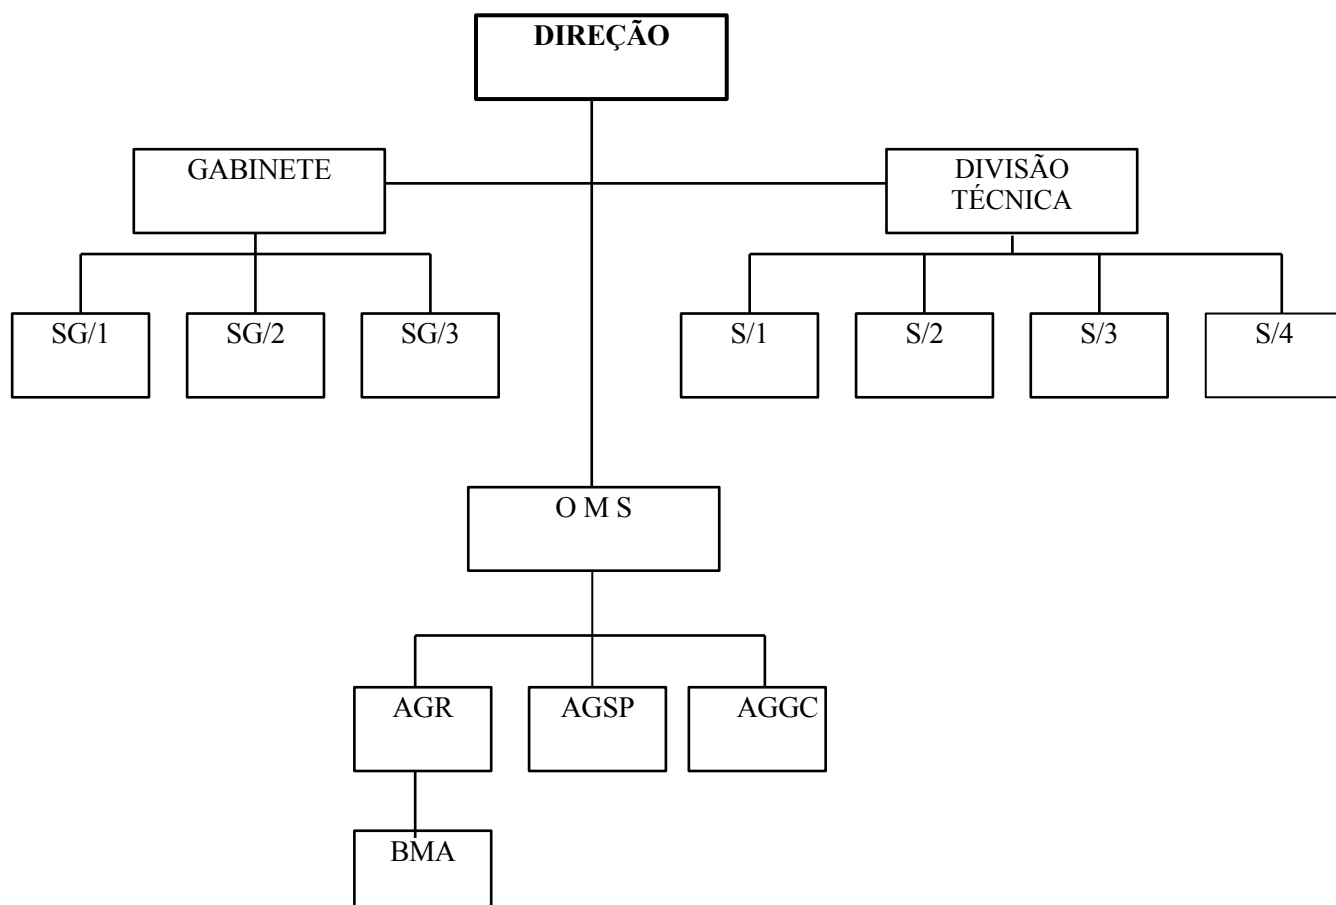 DIREÇÃO
GABINETE
DIVISÃO
TÉCNICA
SG/1
SG/2
SG/3
S/1
S/2
S/3
S/4
O M S
AGR
AGSP
AGGC
BMA